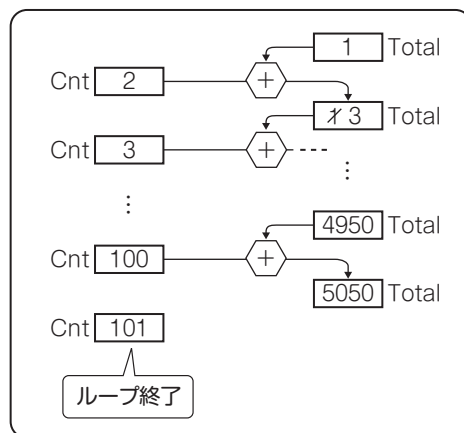 1 Total
Cnt 2 +
1 3 Total
Cnt 3 +
⋮
⋮
4950 Total
Cnt 100 +
5050 Total
Cnt 101
ループ終了